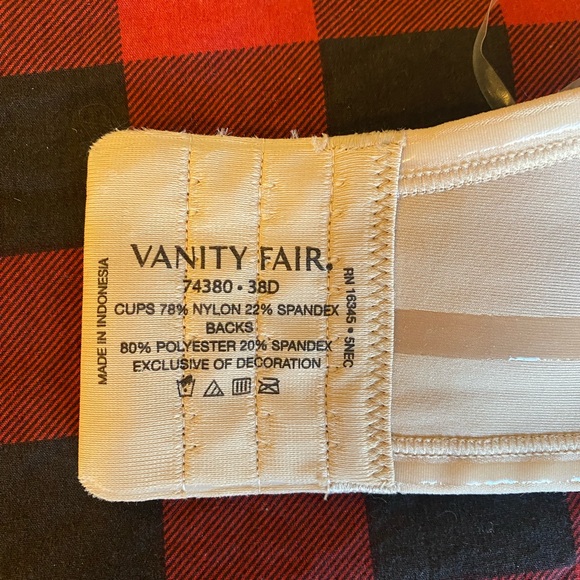 VANITY FAIR.
74380 • 38D
CUPS 78% NYLON 22% SPANDEX
BACKS
80% POLYESTER 20% SPANDEX
EXCLUSIVE OF DECORATION
MADE IN INDONESIA
RN 16345 • 5NEC